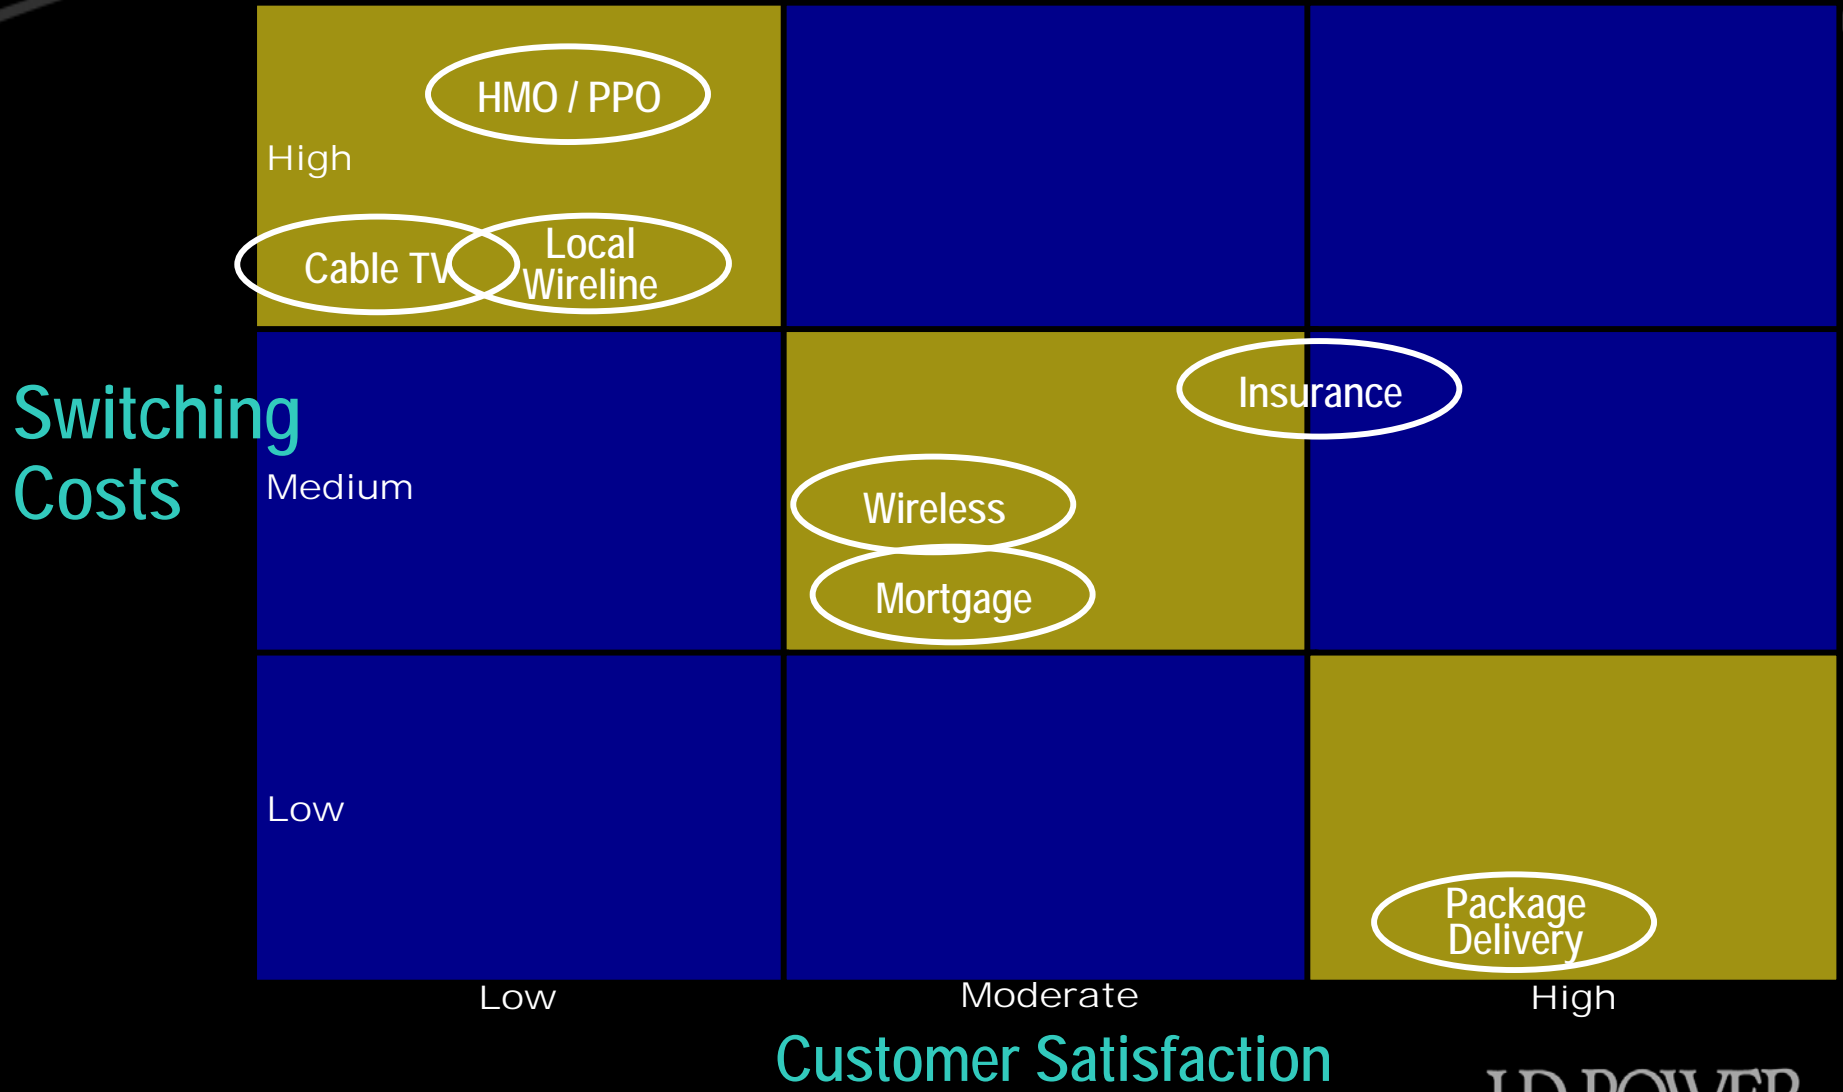 HMO / PPO
High
Cable TV
Local
Wireline
Switching
Costs
Insurance
Medium
Wireless
Mortgage
Low
Package
Delivery
Low
Moderate
High
Customer Satisfaction
J.D. POWER